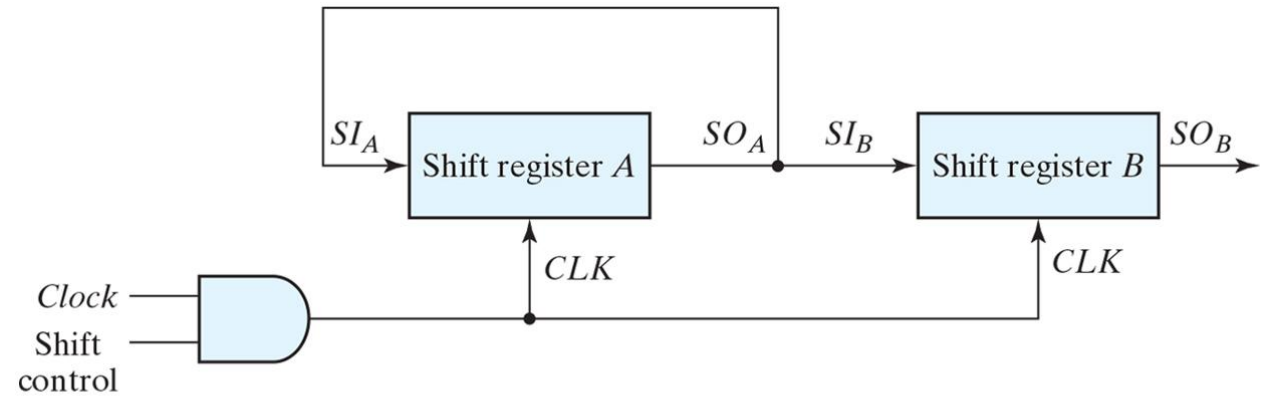 SI_A
Shift register A
SO_A
SI_B
Shift register B
SO_B
CLK
CLK
Clock
Shift
control